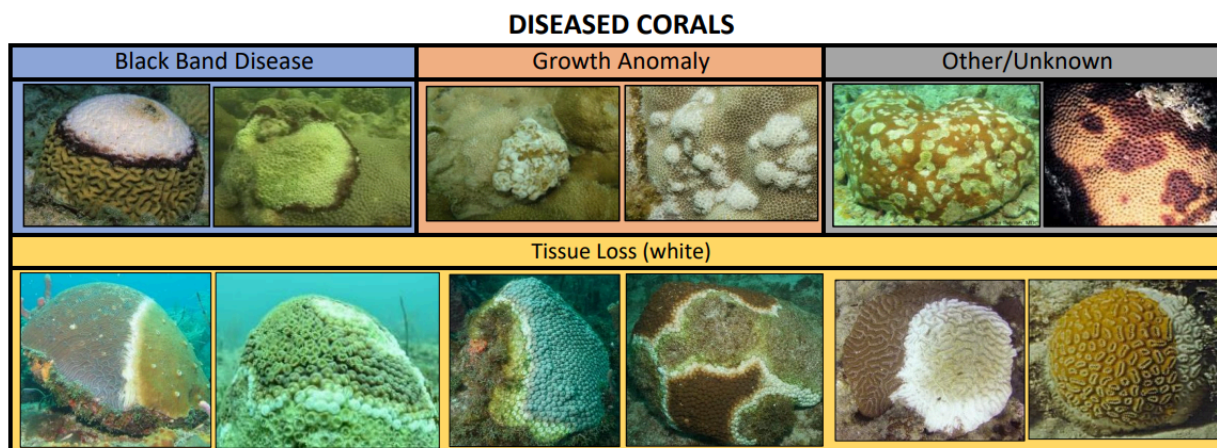 DISEASED CORALS
Black Band Disease
Growth Anomaly
Other/Unknown
Tissue Loss (white)